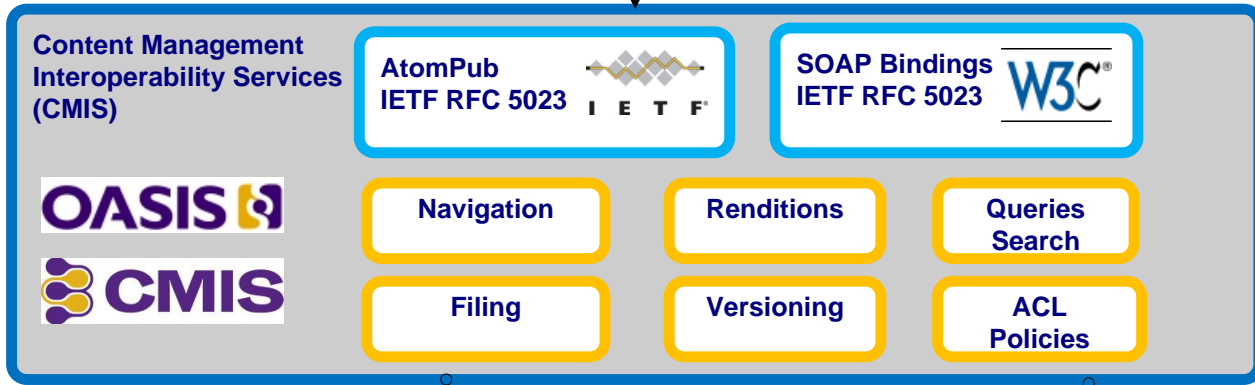 Content Management
Interoperability Services
(CMIS)
AtomPub
IETF RFC 5023
I E T F®
SOAP Bindings
IETF RFC 5023
W3C®
OASIS
CMIS
Navigation
Renditions
Queries
Search
Filing
Versioning
ACL
Policies